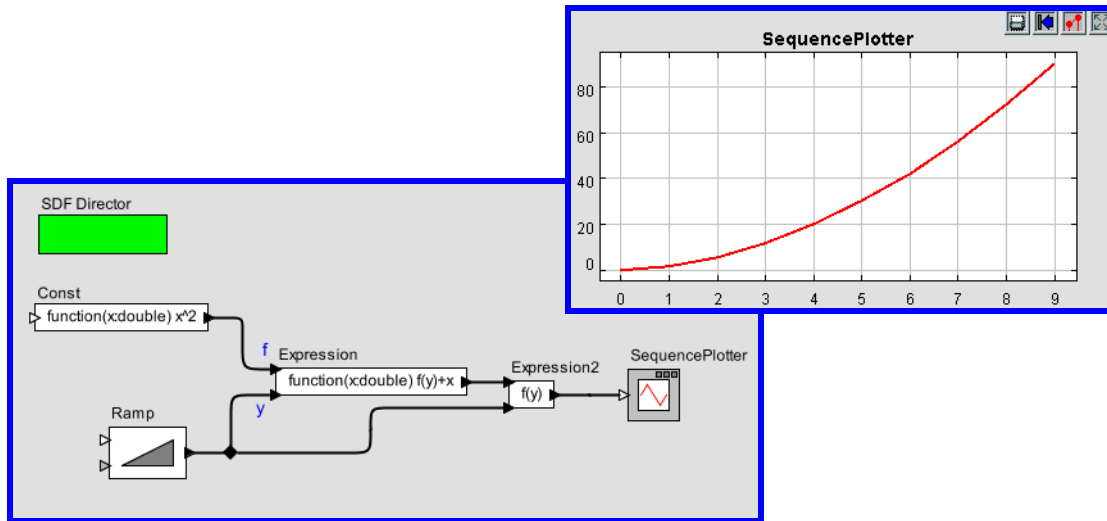 SequencePlotter
80
60
40
20
0
0 1 2 3 4 5 6 7 8 9
SDF Director
Const
function(x:double) x^2
f
Expression
function(x:double) f(y)+x
y
Ramp
Expression2
f(y)
SequencePlotter